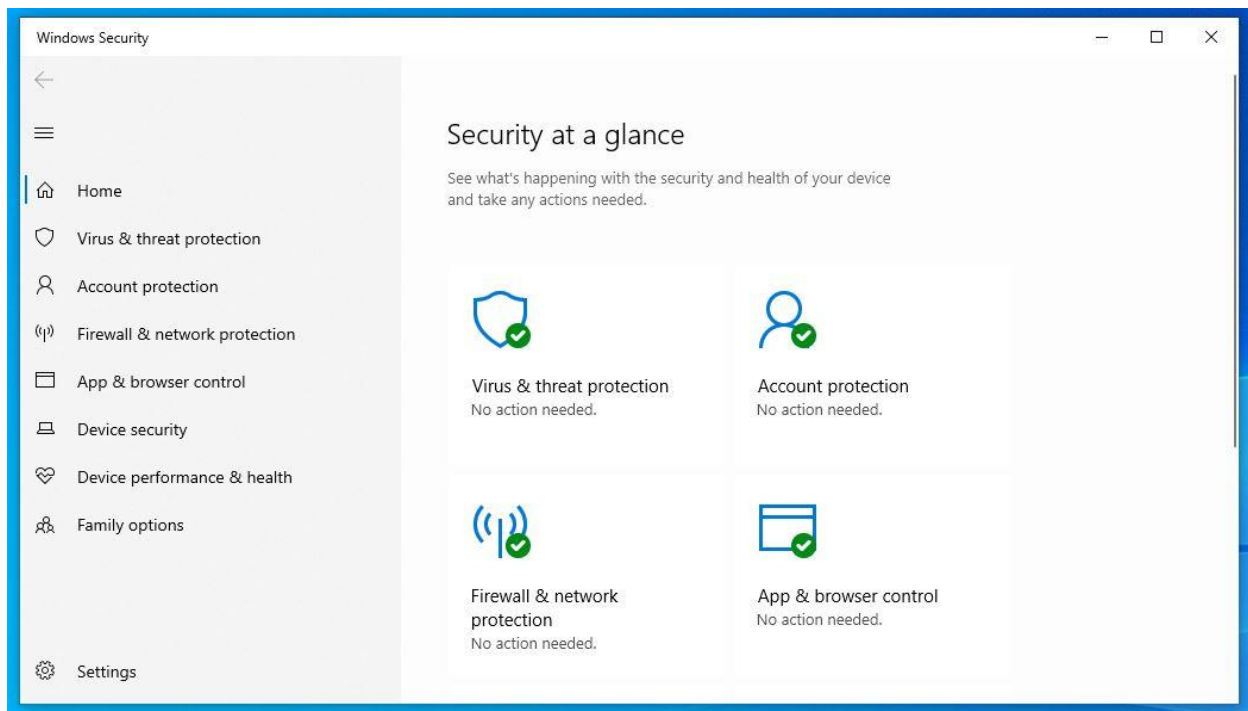 Windows Security
Home
Virus & threat protection
Account protection
Firewall & network protection
App & browser control
Device security
Device performance & health
Family options
Settings
Security at a glance
See what's happening with the security and health of your device
and take any actions needed.
Virus & threat protection
No action needed.
Account protection
No action needed.
Firewall & network
protection
No action needed.
App & browser control
No action needed.